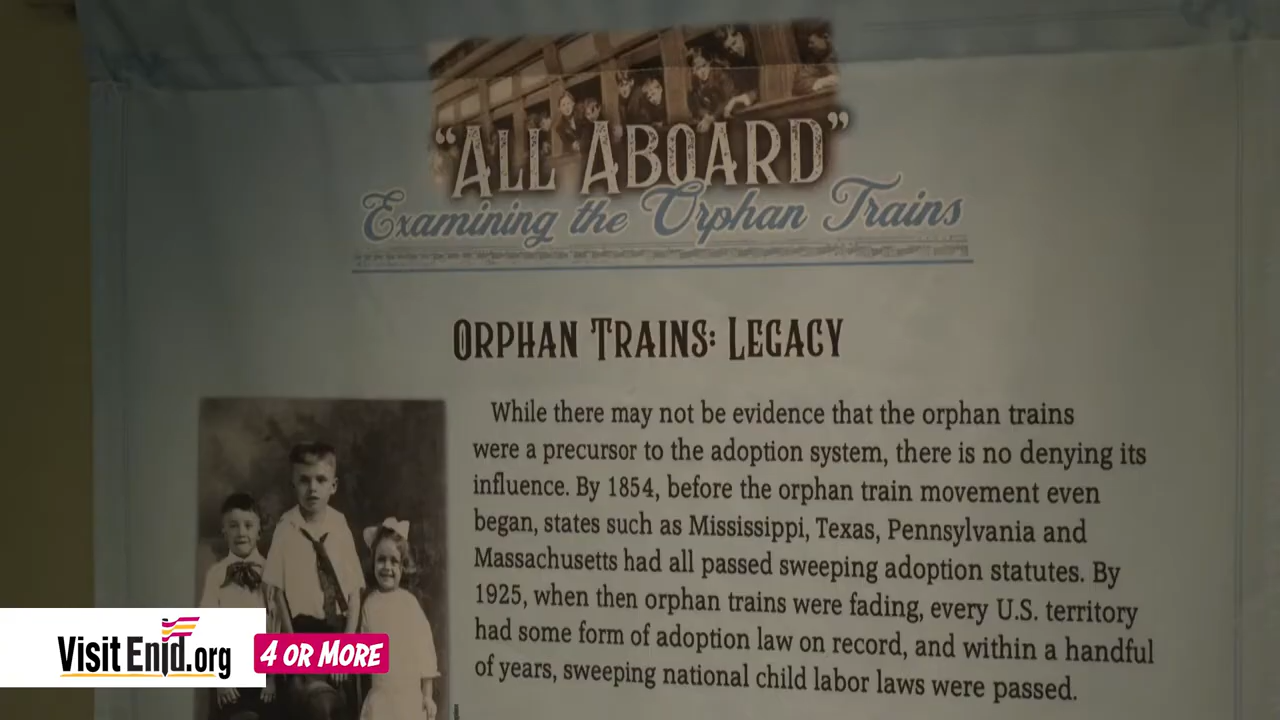 "ALL ABOARD"
Examining the Orphan Trains
ORPHAN TRAINS: LEGACY
While there may not be evidence that the orphan trains
were a precursor to the adoption system, there is no denying its
influence. By 1854, before the orphan train movement even
began, states such as Mississippi, Texas, Pennsylvania and
Massachusetts had all passed sweeping adoption statutes. By
1925, when then orphan trains were fading, every U.S. territory
had some form of adoption law on record, and within a handful
of years, sweeping national child labor laws were passed.
Visit Enid.org
4 OR MORE